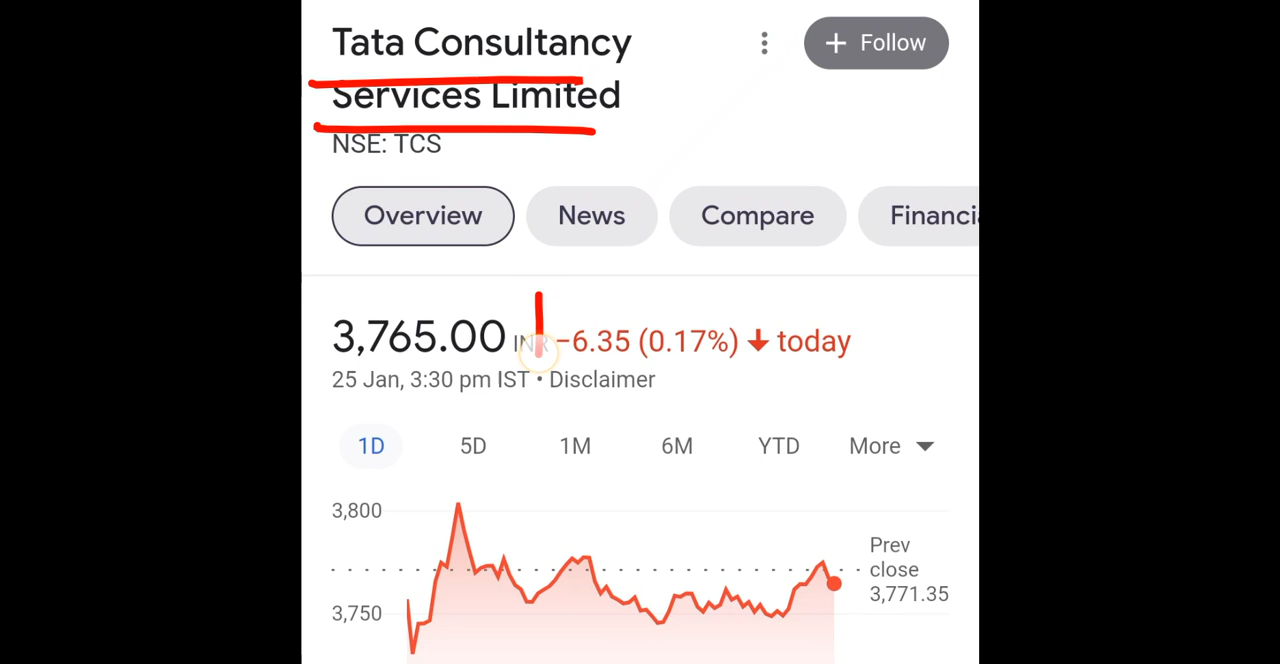 Tata Consultancy
Services Limited
Follow
NSE: TCS
Overview
News
Compare
3,765.00 INR −6.35 (0.17%) today
25 Jan, 3:30 pm IST • Disclaimer
1D
5D
1M
6M
YTD
More
3,800
3,750
Prev
close
3,771.35